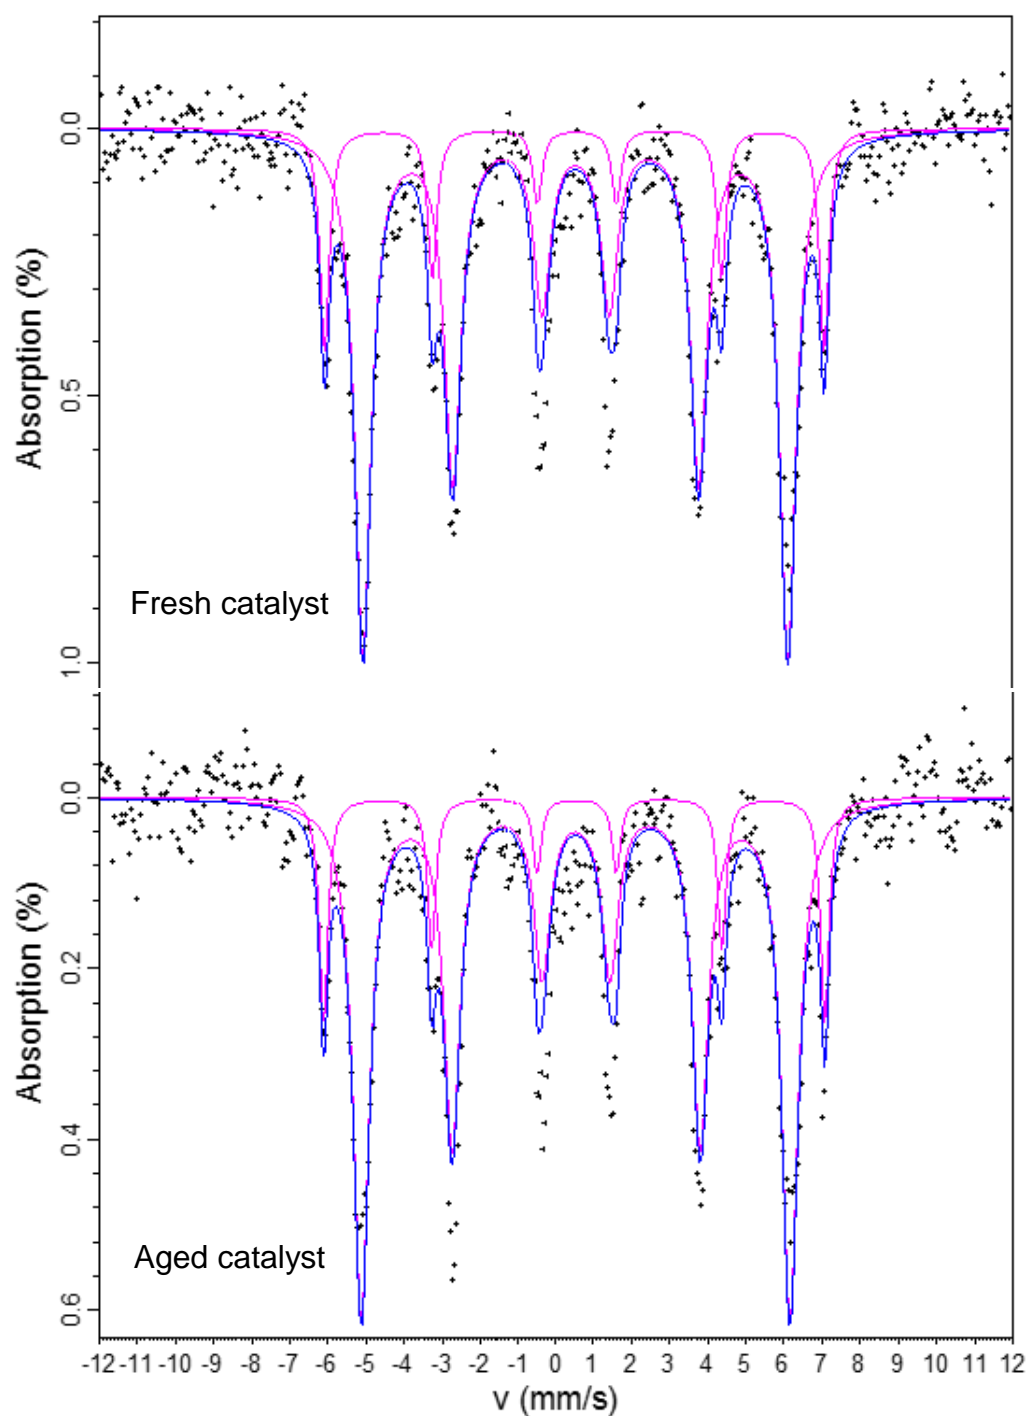 0.0
0.5
1.0
Absorption (%)
Fresh catalyst
0.0
0.2
0.4
0.6
Absorption (%)
Aged catalyst
-12 -11 -10 -9 -8 -7 -6 -5 -4 -3 -2 -1 0 1 2 3 4 5 6 7 8 9 10 11 12
v (mm/s)